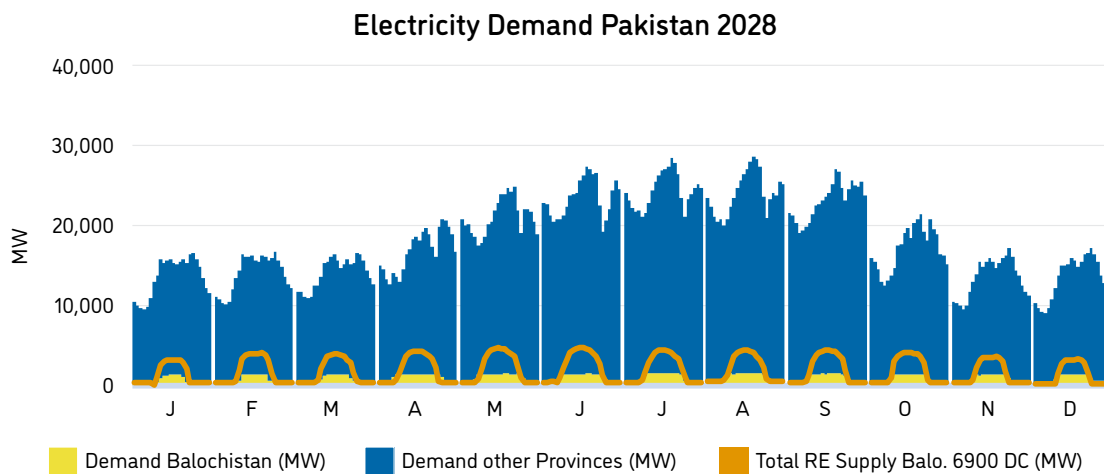 Electricity Demand Pakistan 2028
40,000
30,000
20,000
10,000
0
MW
J F M A M J J A S O N D
Demand Balochistan (MW) Demand other Provinces (MW) Total RE Supply Balo. 6900 DC (MW)